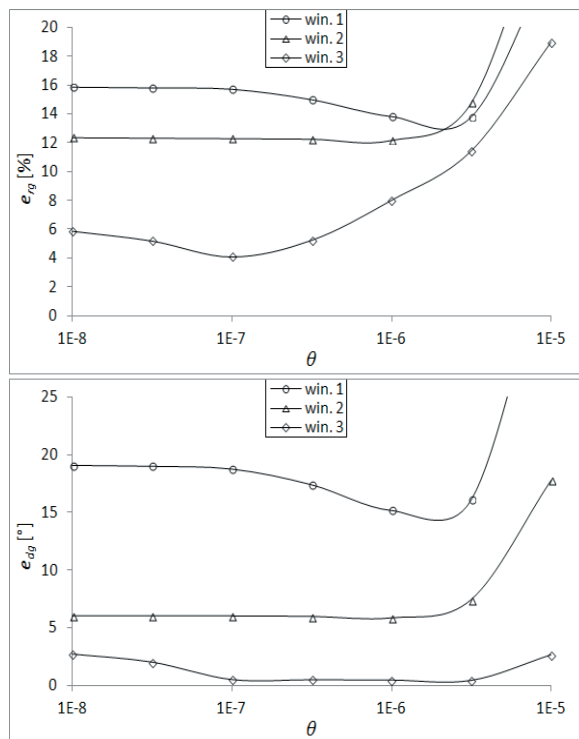 win. 1
win. 2
win. 3
20
18
16
14
12
10
8
6
4
2
0
e_rg [%]
1E-8 1E-7 1E-6 1E-5
θ
win. 1
win. 2
win. 3
25
20
15
10
5
0
e_dg [°]
1E-8 1E-7 1E-6 1E-5
θ